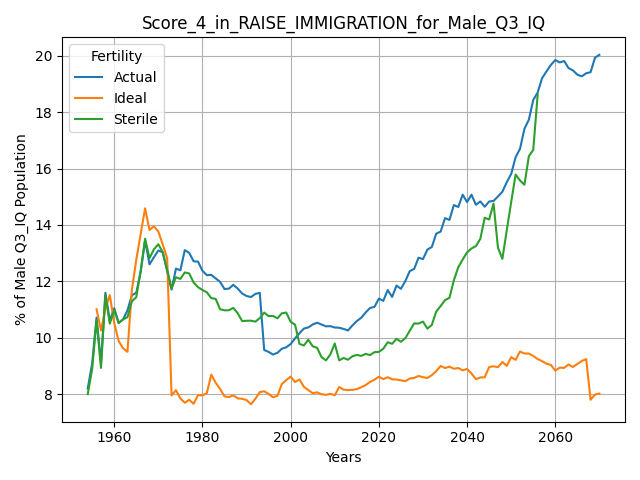 Score_4_in_RAISE_IMMIGRATION_for_Male_Q3_IQ
% of Male Q3_IQ Population
20
18
16
14
12
10
8
Fertility
Actual
Ideal
Sterile
1960 1980 2000 2020 2040 2060
Years